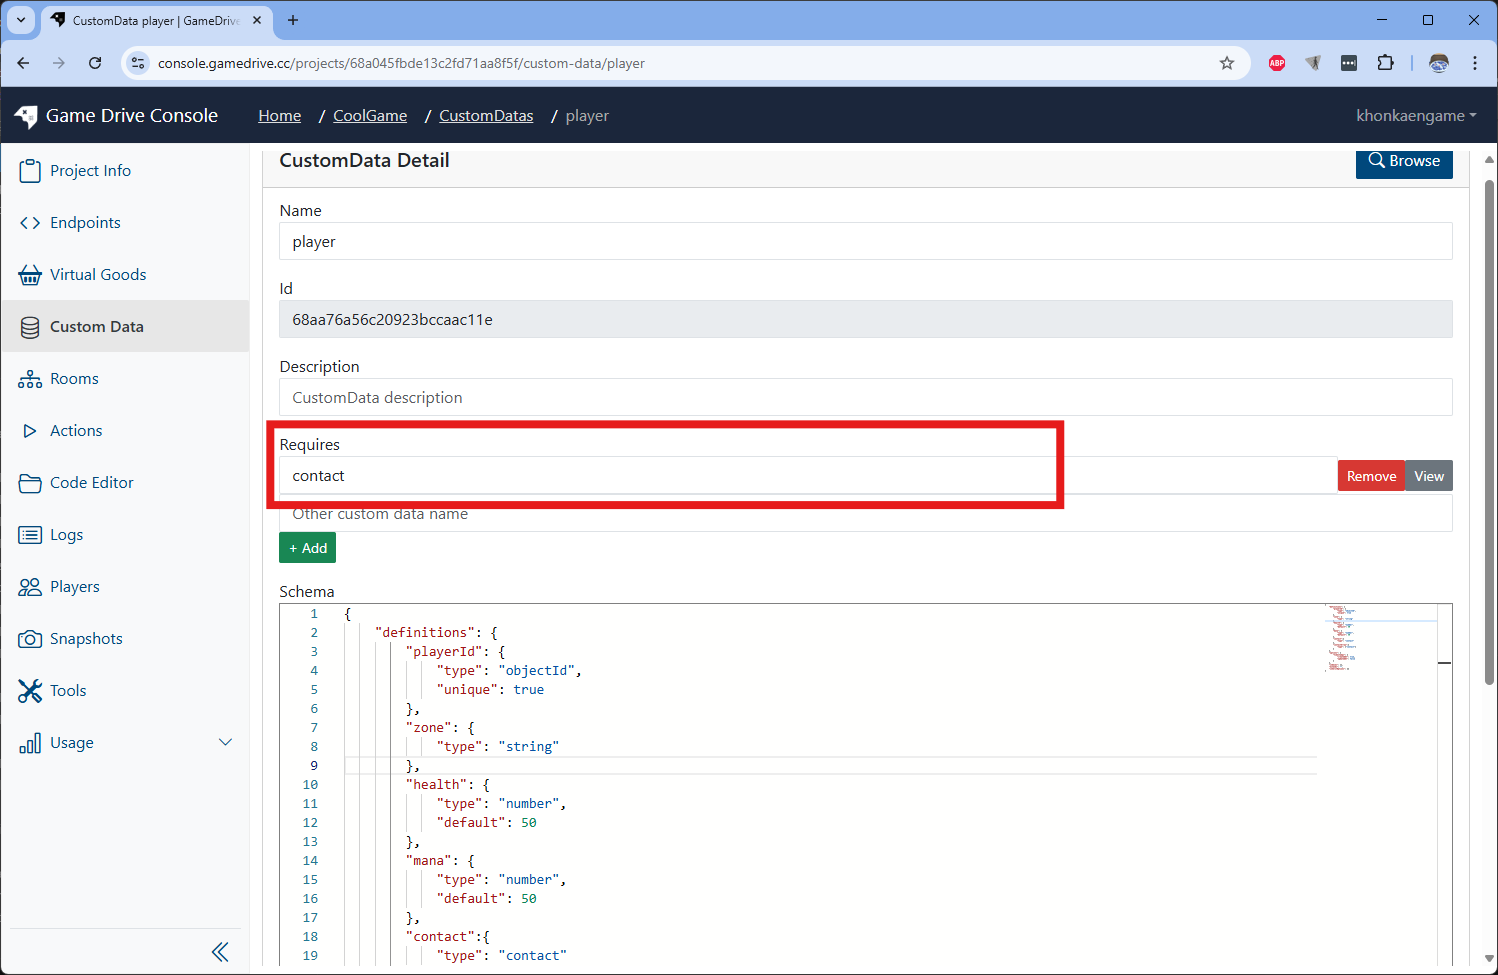 CustomData player | GameDrive
console.gamedrive.cc/projects/68a045fbde13c2fd71aa8f5f/custom-data/player
ABP
Game Drive Console
Home / CoolGame / CustomDatas / player
khonkaengame
Project Info
Endpoints
Virtual Goods
Custom Data
Rooms
Actions
Code Editor
Logs
Players
Snapshots
Tools
Usage
CustomData Detail
Browse
Name
player
Id
68aa76a56c20923bccaac11e
Description
CustomData description
Requires
contact
Remove View
Other custom data name
+ Add
Schema
1 {
2 "definitions": {
3 "playerId": {
4 "type": "objectId",
5 "unique": true
6 },
7 "zone": {
8 "type": "string"
9 },
10 "health": {
11 "type": "number",
12 "default": 50
13 },
14 "mana": {
15 "type": "number",
16 "default": 50
17 },
18 "contact":{
19 "type": "contact"